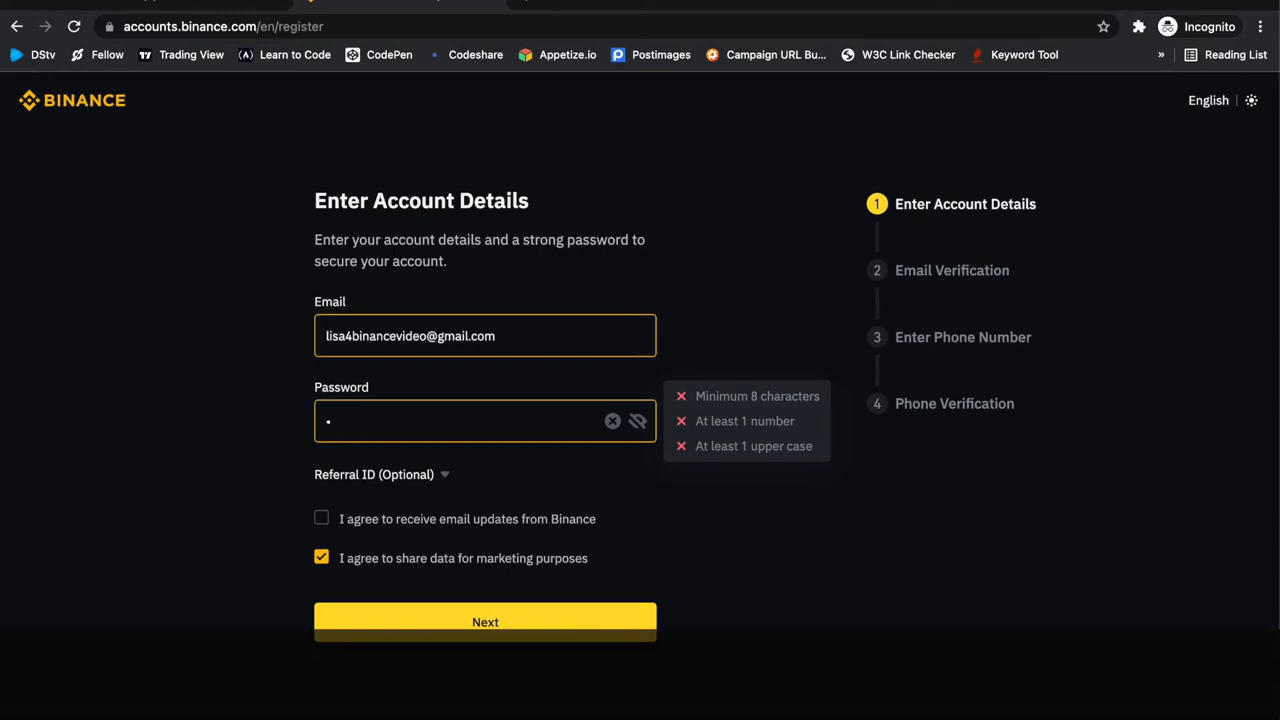 accounts.binance.com/en/register
Incognito
DStv
Fellow
Trading View
Learn to Code
CodePen
Codeshare
Appetize.io
Postimages
Campaign URL Bu...
W3C Link Checker
Keyword Tool
»
Reading List
BINANCE
English
Enter Account Details
Enter your account details and a strong password to
secure your account.
Email
lisa4binancevideo@gmail.com
Password
•
Minimum 8 characters
At least 1 number
At least 1 upper case
Referral ID (Optional)
I agree to receive email updates from Binance
I agree to share data for marketing purposes
Next
1 Enter Account Details
2 Email Verification
3 Enter Phone Number
4 Phone Verification